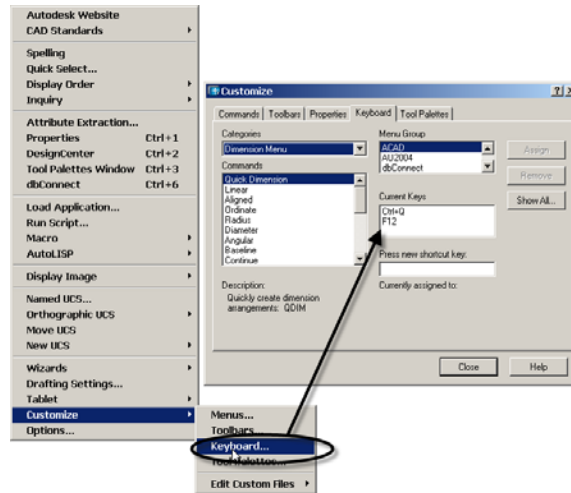 Autodesk Website
CAD Standards
Spelling
Quick Select...
Display Order
Inquiry
Attribute Extraction...
Properties Ctrl+1
DesignCenter Ctrl+2
Tool Palettes Window Ctrl+3
dbConnect Ctrl+6
Load Application...
Run Script...
Macro
AutoLISP
Display Image
Named UCS...
Orthographic UCS
Move UCS
New UCS
Wizards
Drafting Settings...
Tablet
Customize
Options...
Menus...
Toolbars...
Keyboard...
Tool Palettes...
Edit Custom Files
Customize
Commands Toolbars Properties Keyboard Tool Palettes
Categories
Dimension Menu
Commands
Quick Dimension
Linear
Aligned
Ordinate
Radius
Diameter
Angular
Baseline
Continue
Description:
Quickly create dimension
arrangements: QDIM
Menu Group
ACAD
AU2004
dbConnect
Current Keys
Ctrl+Q
F12
Press new shortcut key:
Currently assigned to:
Assign
Remove
Show All...
Close Help